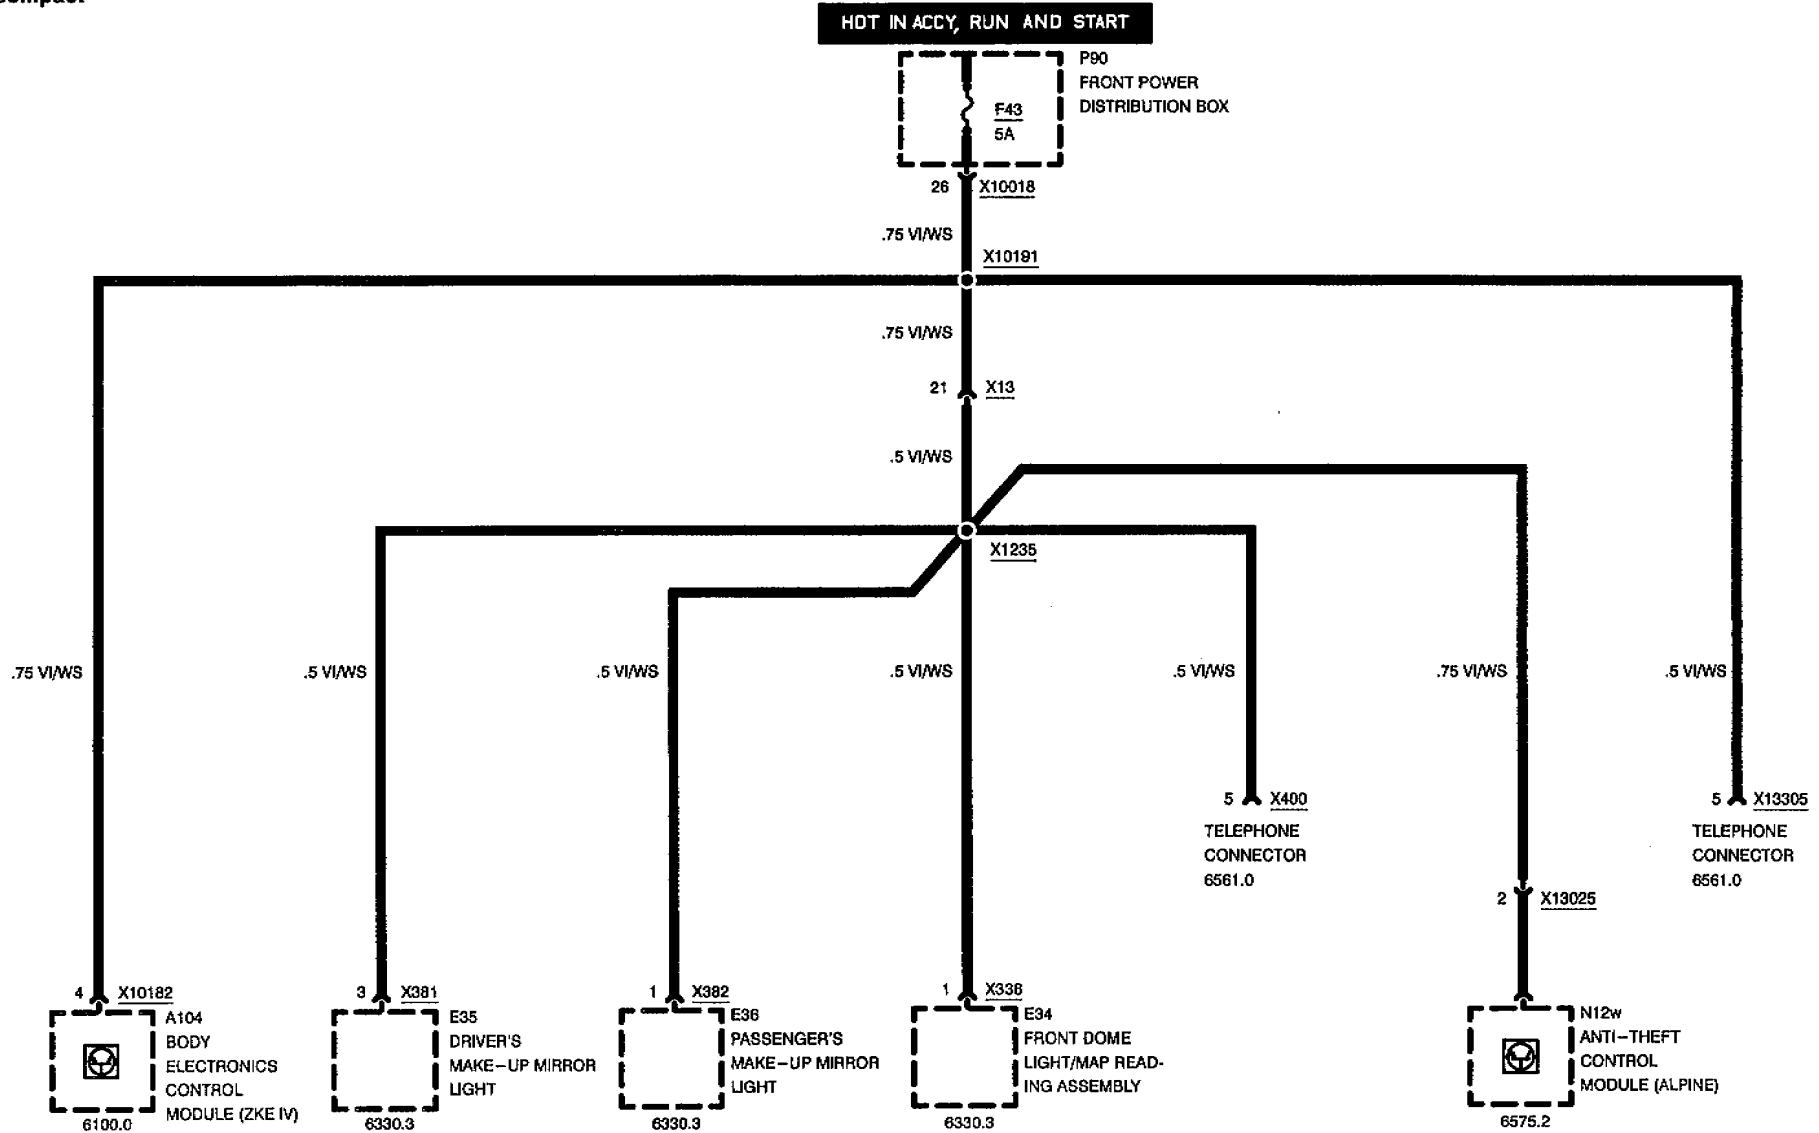 HOT IN ACCY, RUN AND START
P90
FRONT POWER
DISTRIBUTION BOX
F43
5A
26 X10018
.75 VI/WS
X10191
.75 VI/WS
21 X13
.5 VI/WS
X1235
.75 VI/WS
.5 VI/WS
.5 VI/WS
.5 VI/WS
.5 VI/WS
.75 VI/WS
.5 VI/WS
5 X400
TELEPHONE
CONNECTOR
6561.0
5 X13305
TELEPHONE
CONNECTOR
6561.0
2 X13025
4 X10182
A104
BODY
ELECTRONICS
CONTROL
MODULE (ZKE IV)
6100.0
3 X381
E35
DRIVER'S
MAKE-UP MIRROR
LIGHT
6330.3
1 X382
E36
PASSENGER'S
MAKE-UP MIRROR
LIGHT
6330.3
1 X336
E34
FRONT DOME
LIGHT/MAP READ-
ING ASSEMBLY
6330.3
N12w
ANTI-THEFT
CONTROL
MODULE (ALPINE)
6575.2